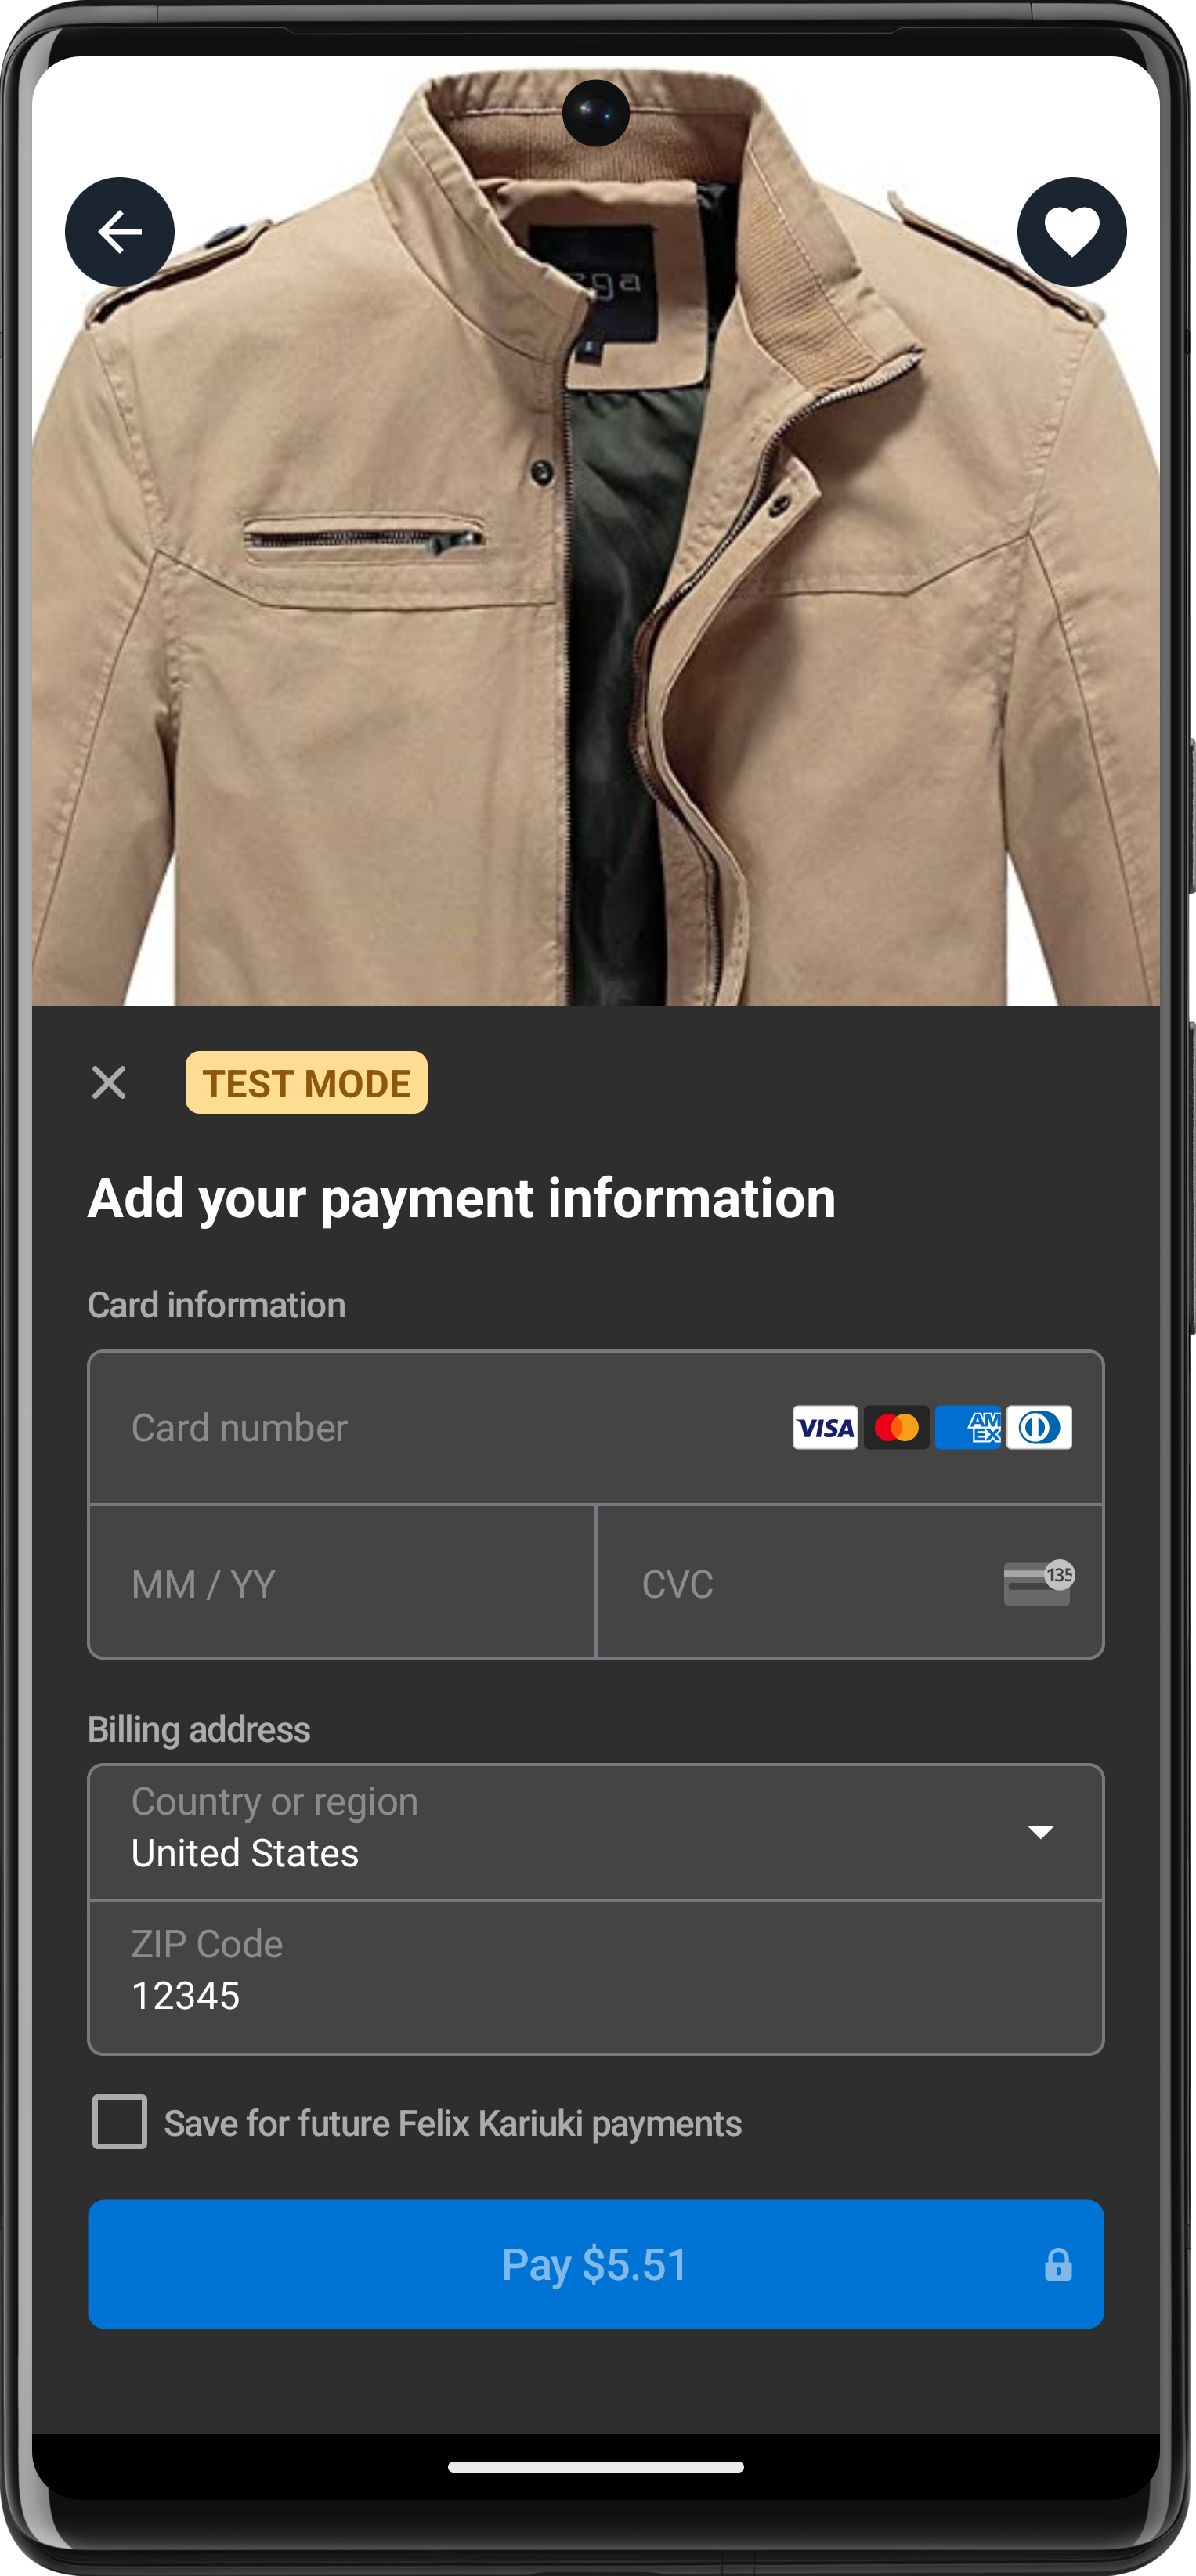 TEST MODE
Add your payment information
Card information
Card number
VISA
AM
EX
MM / YY
CVC
135
Billing address
Country or region
United States
ZIP Code
12345
Save for future Felix Kariuki payments
Pay $5.51